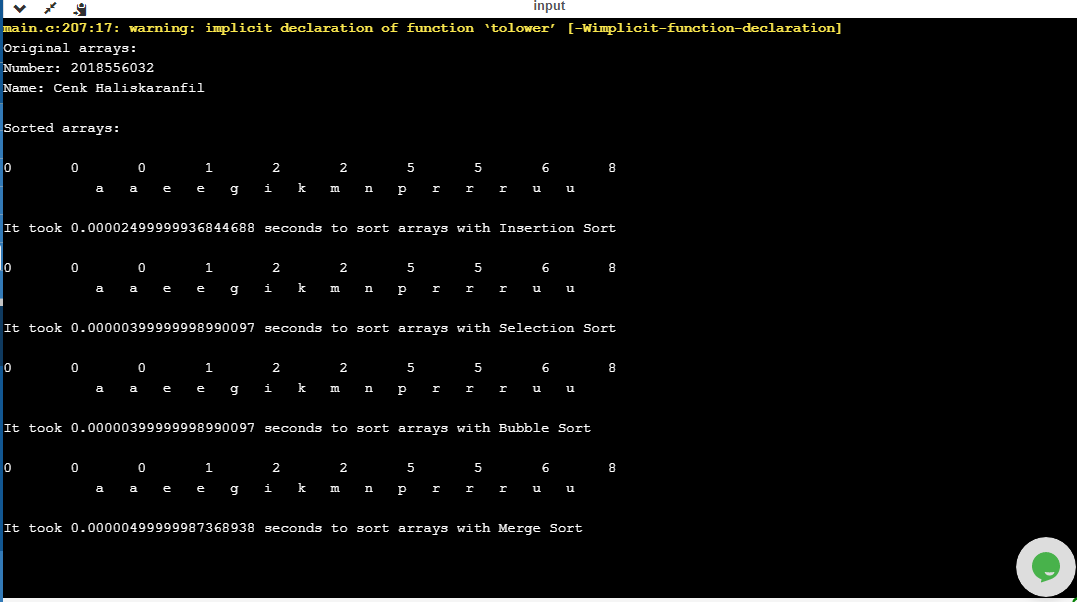 input
main.c:207:17: warning: implicit declaration of function ‘tolower’ [-Wimplicit-function-declaration]
Original arrays:
Number: 2018556032
Name: Cenk Haliskaranfil
Sorted arrays:
0 0 0 1 2 2 5 5 6 8
a a e e g i k m n p r r r u u
It took 0.00002499999936844688 seconds to sort arrays with Insertion Sort
0 0 0 1 2 2 5 5 6 8
a a e e g i k m n p r r r u u
It took 0.00000399999998990097 seconds to sort arrays with Selection Sort
0 0 0 1 2 2 5 5 6 8
a a e e g i k m n p r r r u u
It took 0.00000399999998990097 seconds to sort arrays with Bubble Sort
0 0 0 1 2 2 5 5 6 8
a a e e g i k m n p r r r u u
It took 0.00000499999987368938 seconds to sort arrays with Merge Sort